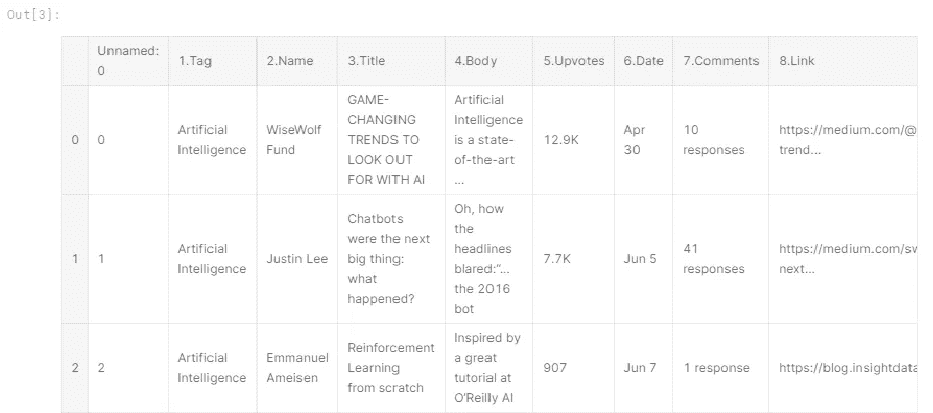 Out[3]:
Unnamed: 0 1.Tag 2.Name 3.Title 4.Body 5.Upvotes 6.Date 7.Comments 8.Link
0 0 Artificial Intelligence WiseWolf Fund GAME-CHANGING TRENDS TO LOOK OUT FOR WITH AI Artificial Intelligence is a state-of-the-art ... 12.9K Apr 30 10 responses https://medium.com/@ trend...
1 1 Artificial Intelligence Justin Lee Chatbots were the next big thing: what happened? Oh, how the headlines blared:“... the 2016 bot 7.7K Jun 5 41 responses https://medium.com/sw next...
2 2 Artificial Intelligence Emmanuel Ameisen Reinforcement Learning from scratch Inspired by a great tutorial at O’Reilly AI 907 Jun 7 1 response https://blog.insightdata